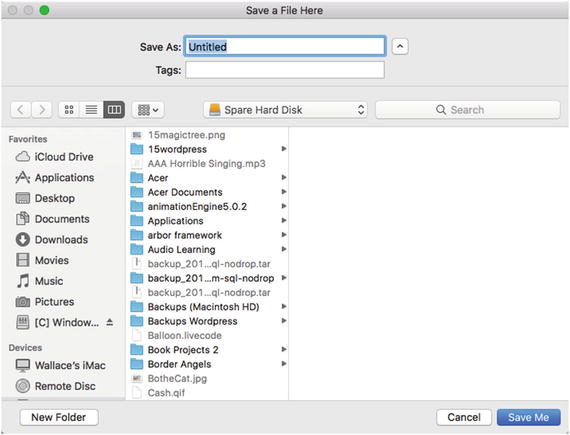 Save a File Here
Save As: Untitled
Tags:
Spare Hard Disk
Search
Favorites
iCloud Drive
Applications
Desktop
Documents
Downloads
Movies
Music
Pictures
[C] Window...
Devices
Wallace's iMac
Remote Disc
15magictree.png
15wordpress
AAA Horrible Singing.mp3
Acer
Acer Documents
animationEngine5.0.2
Applications
arbor framework
Audio Learning
backup_201...ql-nodrop.tar
backup_201...m-sql-nodrop
backup_201...ql-nodrop.tar
Backups (Macintosh HD)
Backups Wordpress
Balloon.livecode
Book Projects 2
Border Angels
BotheCat.jpg
Cash.qif
New Folder
Cancel
Save Me